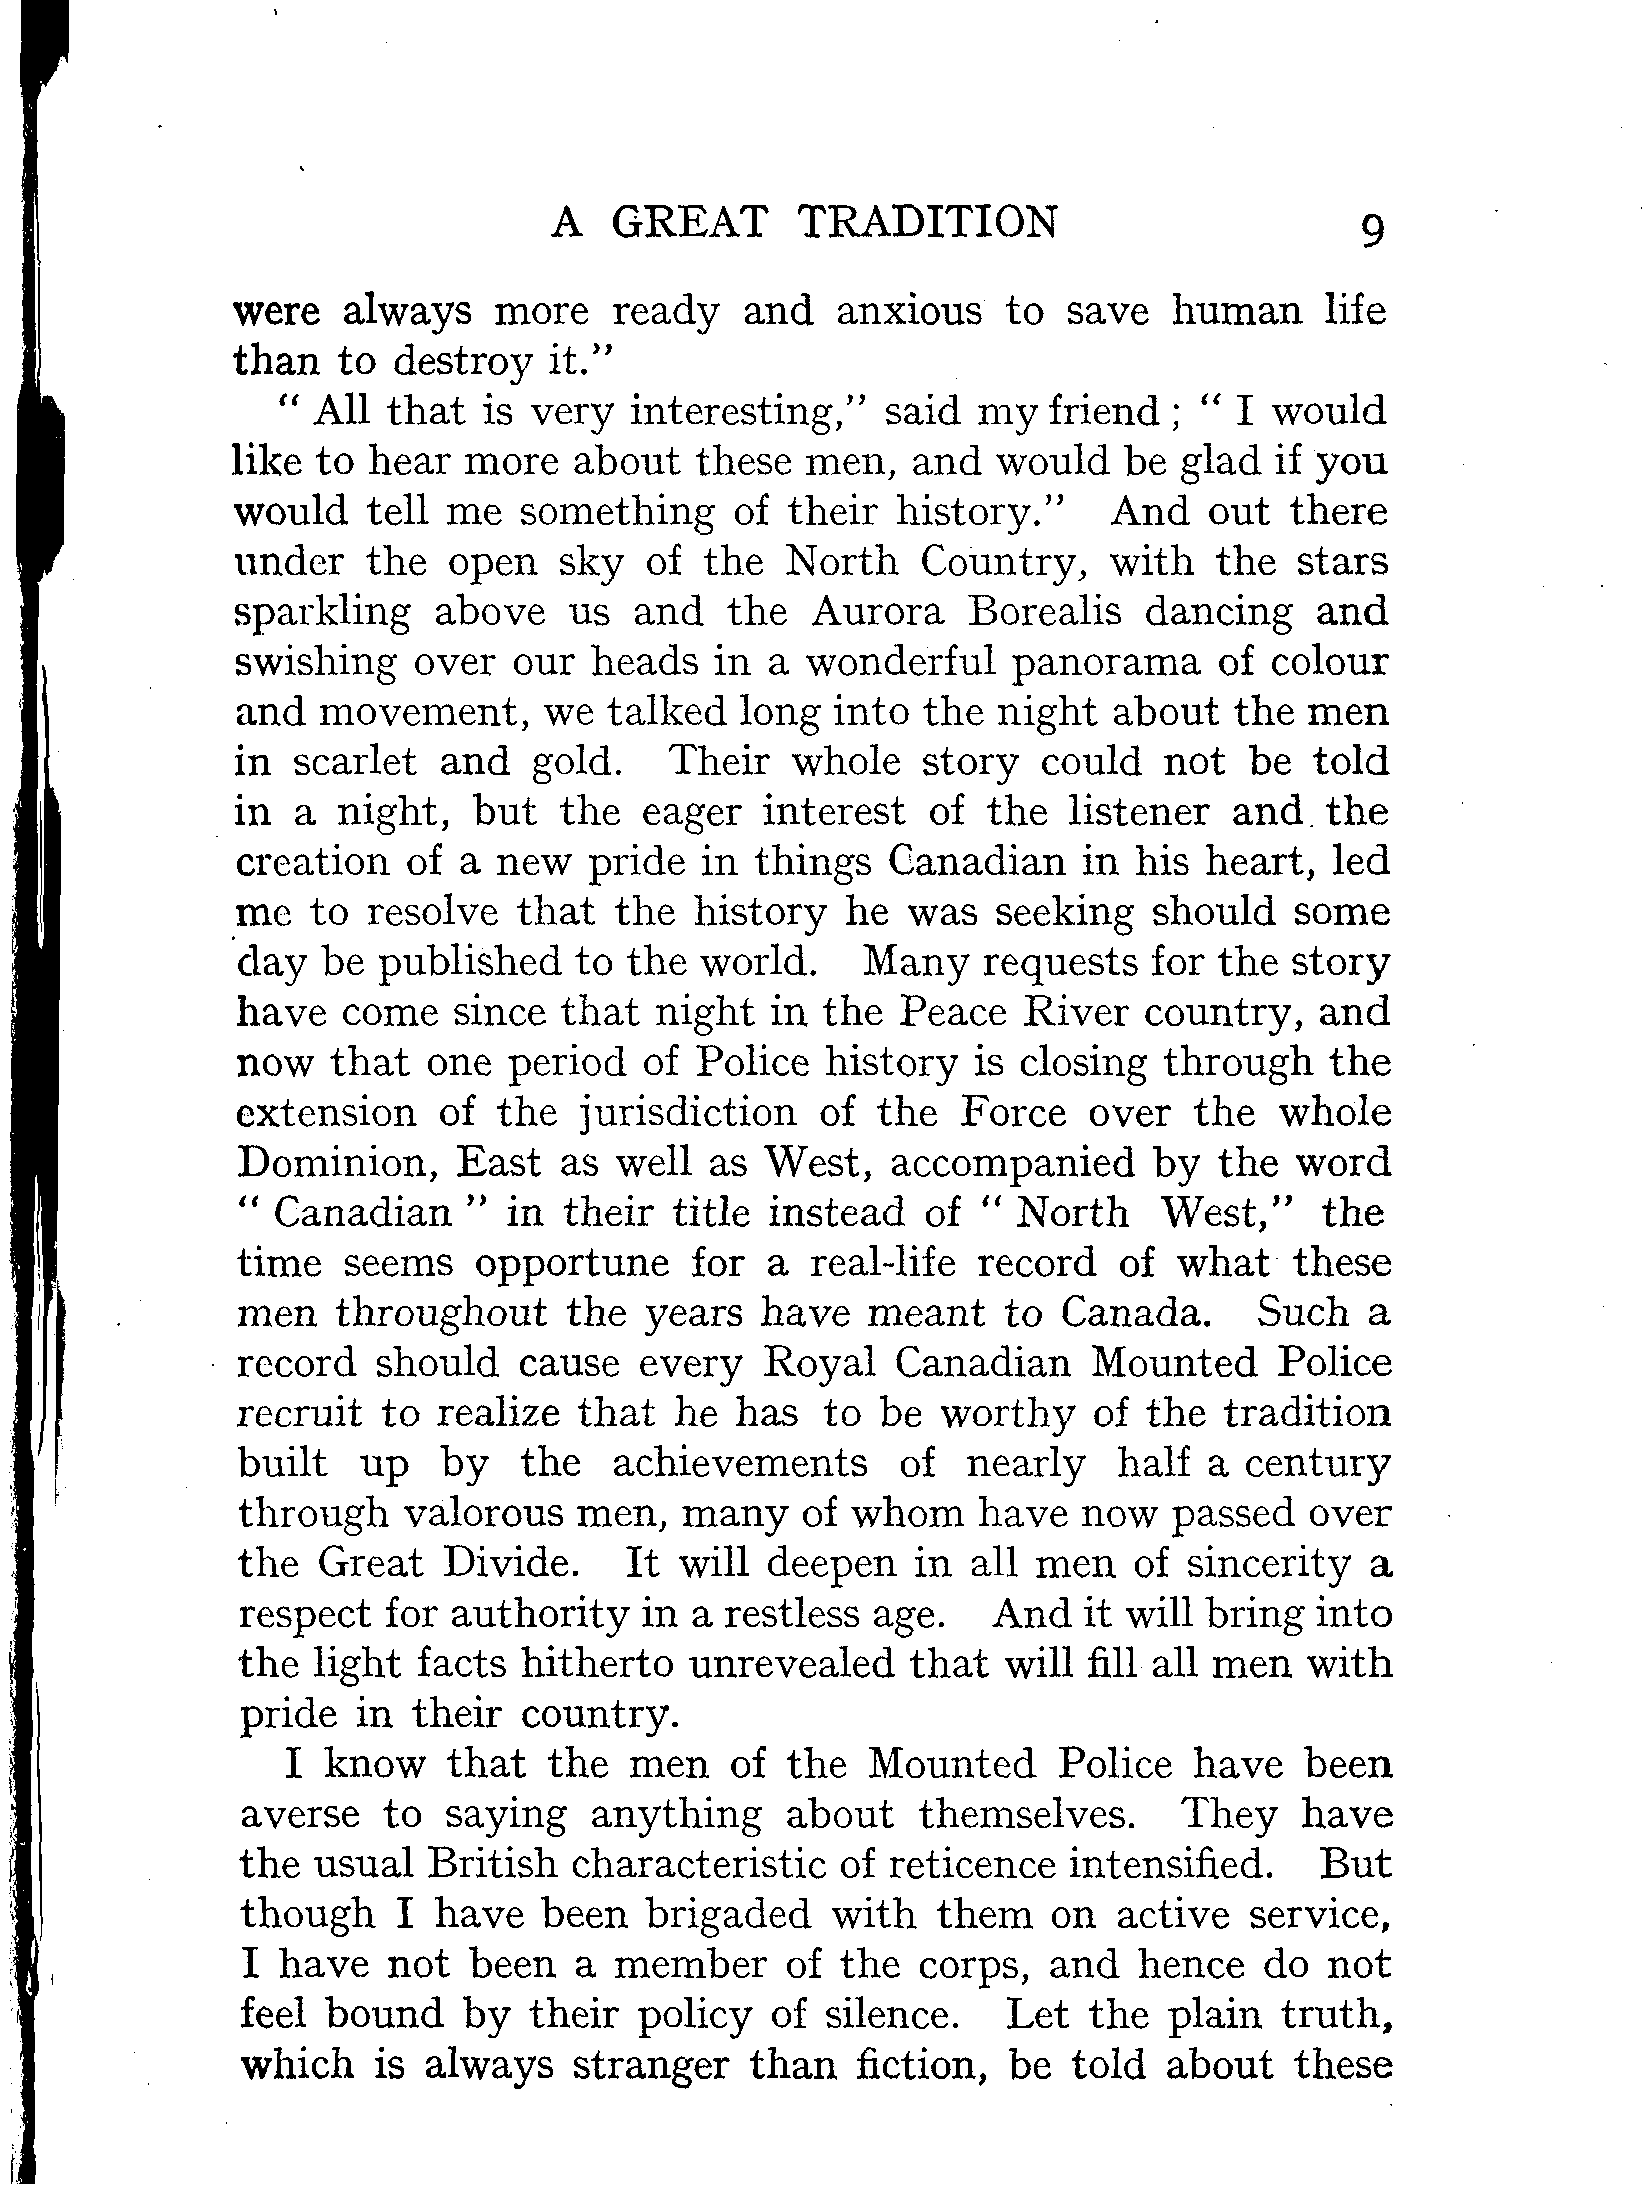 A GREAT TRADITION 9
were always more ready and anxious to save human life
than to destroy it."
" All that is very interesting," said my friend ; " I would
like to hear more about these men, and would be glad if you
would tell me something of their history." And out there
under the open sky of the North Country, with the stars
sparkling above us and the Aurora Borealis dancing and
swishing over our heads in a wonderful panorama of colour
and movement, we talked long into the night about the men
in scarlet and gold. Their whole story could not be told
in a night, but the eager interest of the listener and the
creation of a new pride in things Canadian in his heart, led
me to resolve that the history he was seeking should some
day be published to the world. Many requests for the story
have come since that night in the Peace River country, and
now that one period of Police history is closing through the
extension of the jurisdiction of the Force over the whole
Dominion, East as well as West, accompanied by the word
" Canadian " in their title instead of " North West," the
time seems opportune for a real-life record of what these
men throughout the years have meant to Canada. Such a
record should cause every Royal Canadian Mounted Police
recruit to realize that he has to be worthy of the tradition
built up by the achievements of nearly half a century
through valorous men, many of whom have now passed over
the Great Divide. It will deepen in all men of sincerity a
respect for authority in a restless age. And it will bring into
the light facts hitherto unrevealed that will fill all men with
pride in their country.
I know that the men of the Mounted Police have been
averse to saying anything about themselves. They have
the usual British characteristic of reticence intensified. But
though I have been brigaded with them on active service,
I have not been a member of the corps, and hence do not
feel bound by their policy of silence. Let the plain truth,
which is always stranger than fiction, be told about these